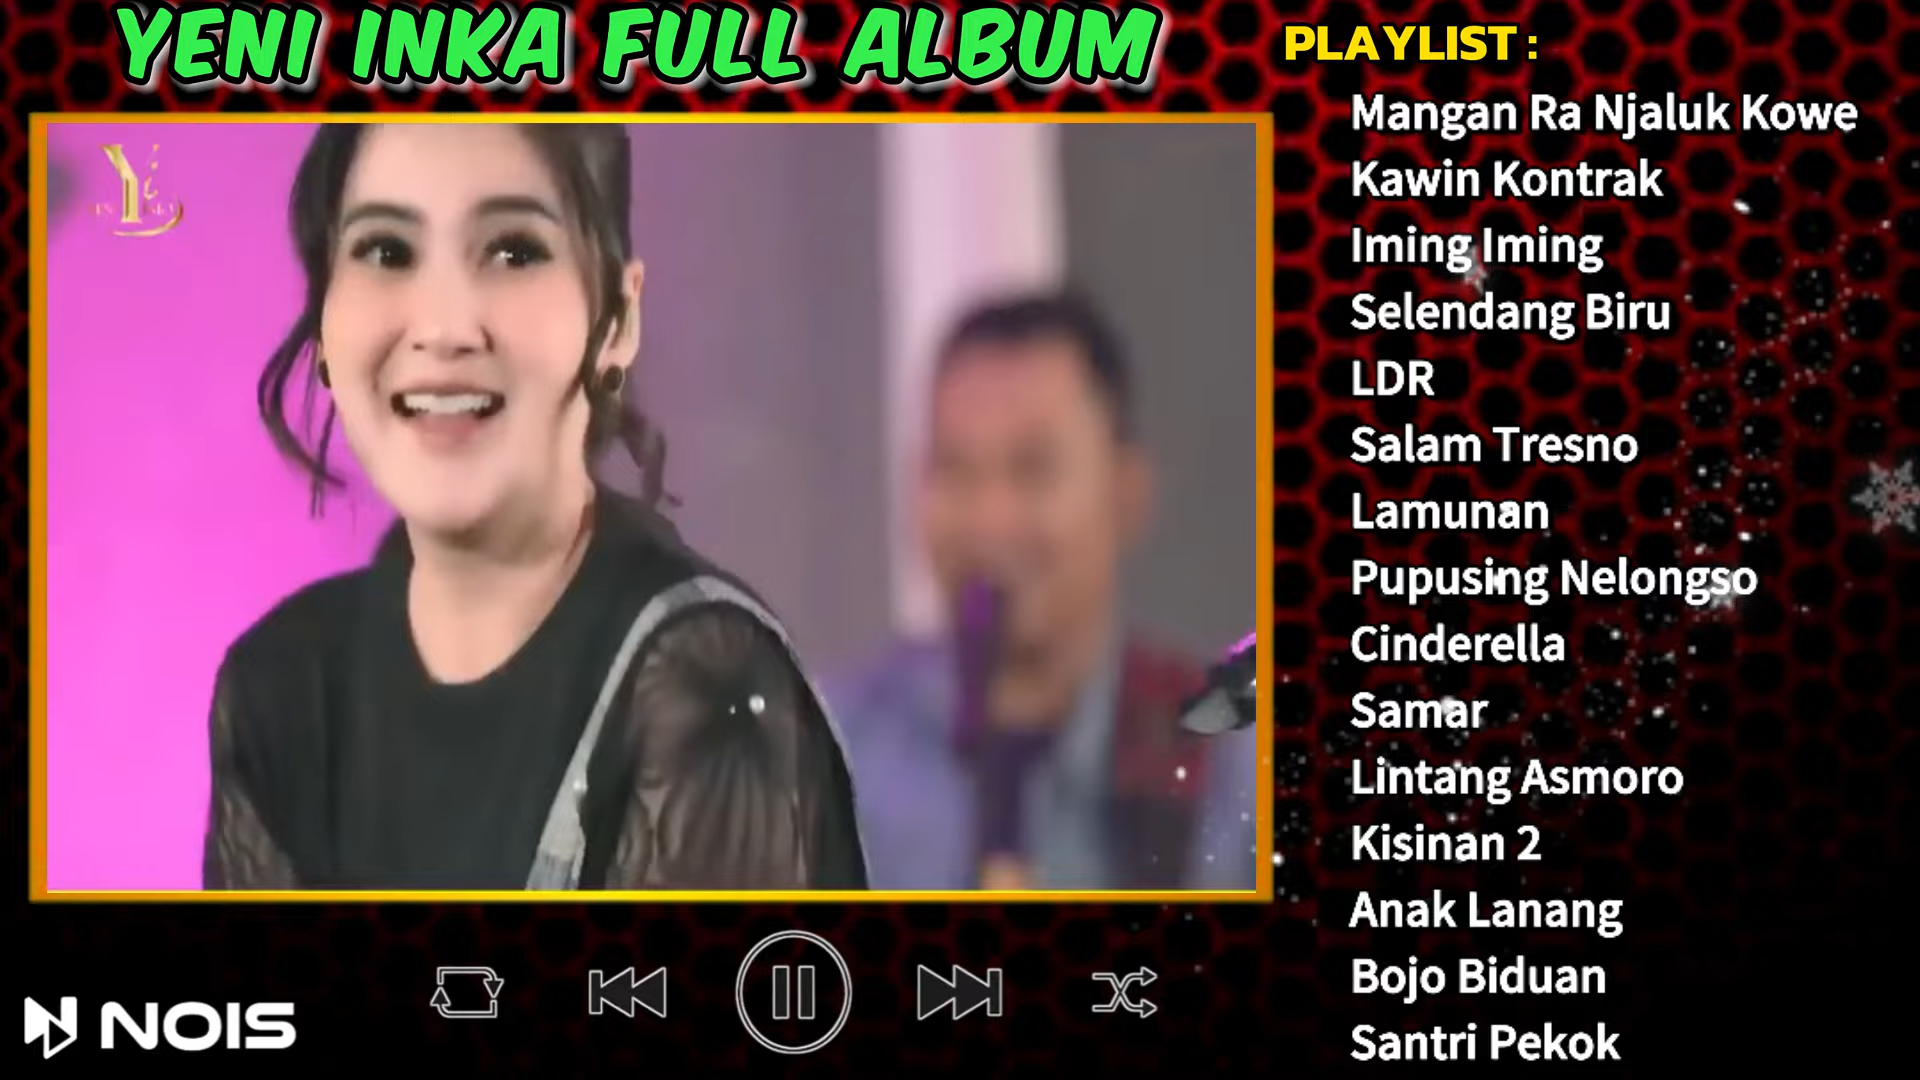 YENI INKA FULL ALBUM
PLAYLIST :
Mangan Ra Njaluk Kowe
Kawin Kontrak
Iming Iming
Selendang Biru
LDR
Salam Tresno
Lamunan
Pupusing Nelongso
Cinderella
Samar
Lintang Asmoro
Kisinan 2
Anak Lanang
Bojo Biduan
Santri Pekok
NOIS